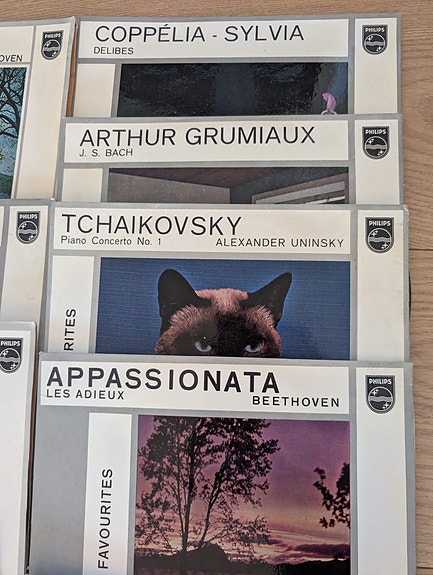 HOVEN
PHILIPS
COPPÉLIA - SYLVIA
DELIBES
PHILIPS
ARTHUR GRUMIAUX
J. S. BACH
PHILIPS
PHILIPS
TCHAIKOVSKY
Piano Concerto No. 1 ALEXANDER UNINSKY
PHILIPS
RITES
PHILIPS
APPASSIONATA
LES ADIEUX BEETHOVEN
PHILIPS
FAVOURITES